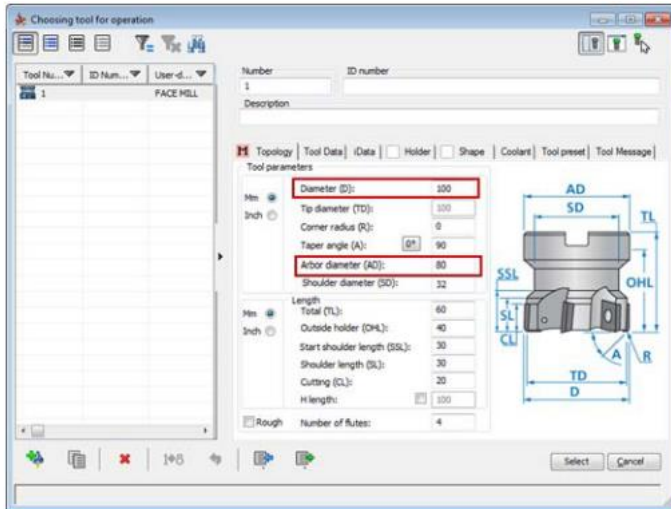 Choosing tool for operation
Tool Nu... ID Num... User-d...
1 FACE MILL
Number ID number
1
Description
Topology Tool Data iData Holder Shape Coolant Tool preset Tool Message
Tool parameters
Mm
Inch
Diameter (D): 100
Tip diameter (TD): 100
Corner radius (R): 0
Taper angle (A): 0° 90
Arbor diameter (AD): 80
Shoulder diameter (SD): 32
Length
Mm
Inch
Total (TL): 60
Outside holder (OHL): 40
Start shoulder length (SSL): 30
Shoulder length (SL): 30
Cutting (CL): 20
H length: 100
Rough Number of flutes: 4
AD
SD
TL
SSL
OHL
SL
CL
A
R
TD
D
Select Cancel